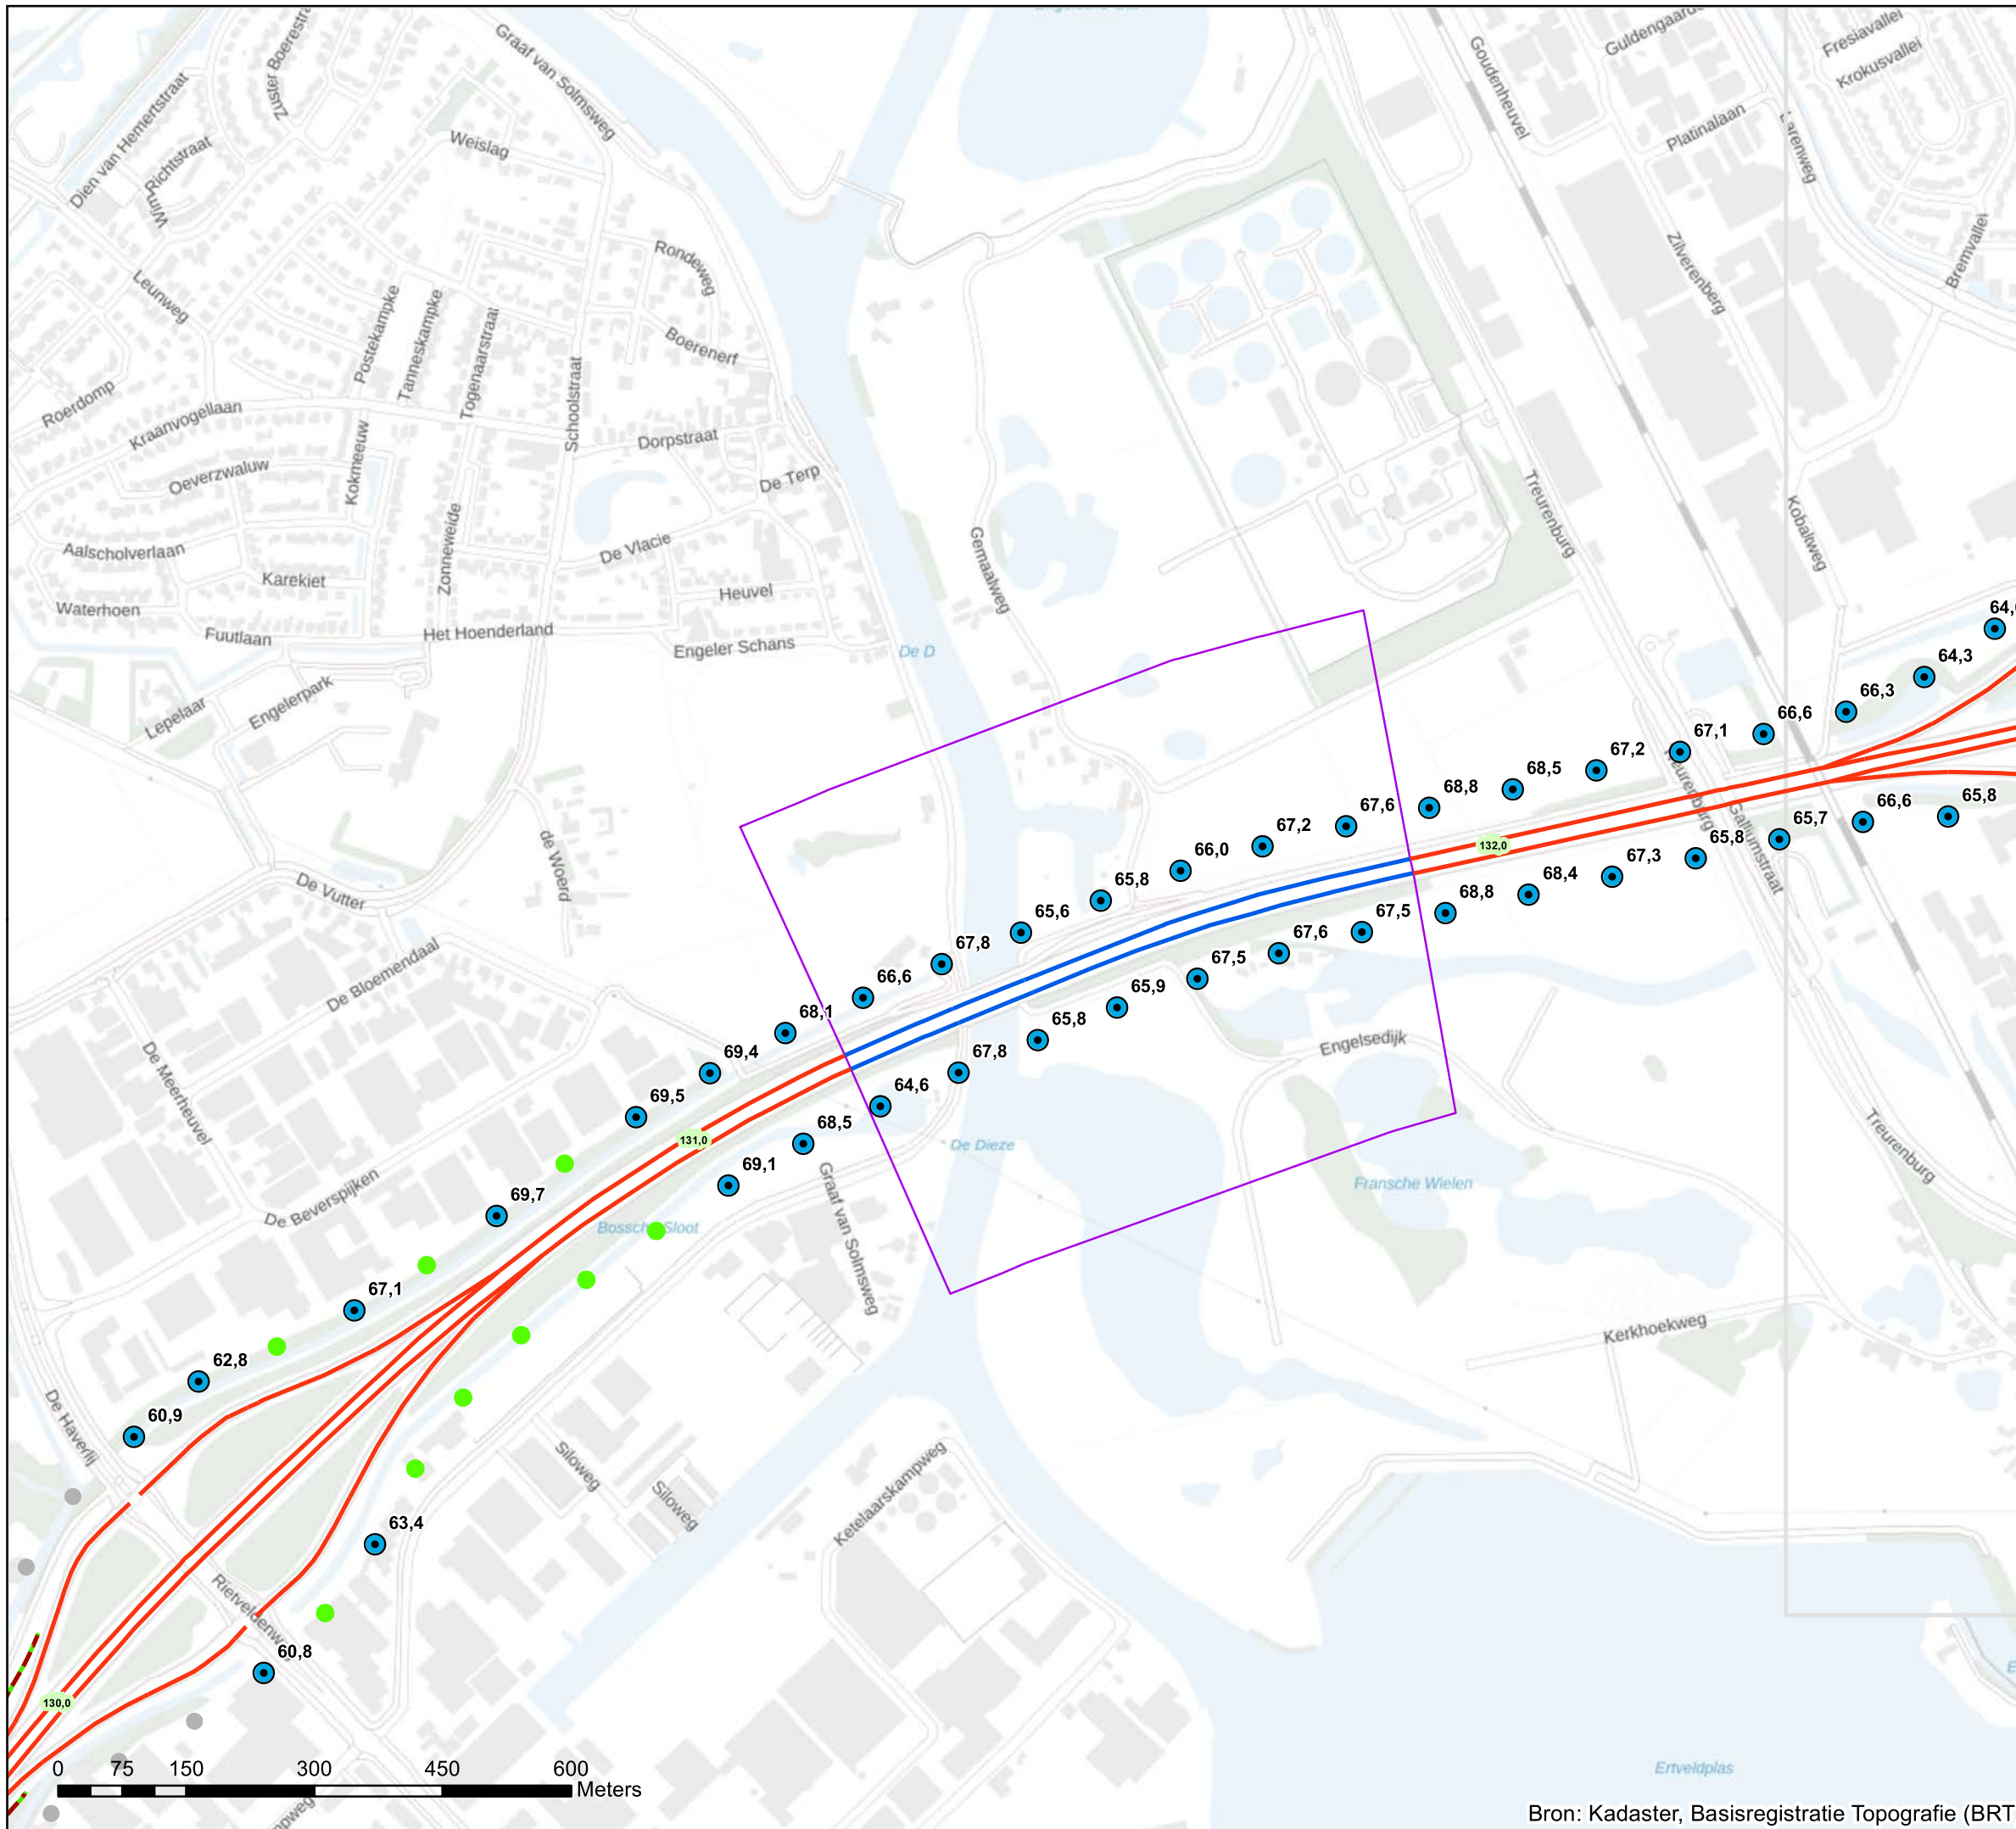 Graaf van Solmsweg
Zuster Boerestra
Dien van Hemertstraat
Richtstraat
Wim
Weislag
Leunweg
Rondeweg
Boerenerf
Postekampke
Tanneskampke
Togenaarstraat
Schoolstraat
Roerdomp
Kraanvogellaan
Kokmeeuw
Oeverzwaluw
Dorpstraat
De Terp
Aalscholverlaan
Zonneweide
De Vlacie
Karekiet
Waterhoen
Heuvel
Fuutlaan
Het Hoenderland
Engeler Schans
De D
Gemaalweg
Lepelaar
Engelerpark
Goudenheuvel
Guldengaarde
Fresiavallei
Krokusvallei
Platinalaan
Zilverenberg
Bremvallei
Treurenburg
Kobaltweg
64,3
66,3
66,6
67,1
67,2
68,5
68,8
67,6
67,2
66,0
65,8
65,6
67,8
66,6
68,1
69,4
69,5
69,7
67,1
62,8
60,9
132,0
131,0
130,0
65,8
66,6
65,7
65,8
67,3
68,4
68,8
67,5
67,6
67,5
65,9
65,8
67,8
64,6
68,5
69,1
63,4
60,8
Galliumstraat
Treurenburg
de Woerd
De Vutter
De Bloemendaal
De Meerheuvel
De Beverspijken
Engelsedijk
De Dieze
Fransche Wielen
Graaf van Solmsweg
Kerkhoekweg
De Haverlij
Siloweg
Siloweg
Ketelaarskampweg
Rietveldenweg
Ertveldplas
0 75 150 300 450 600
Meters
Bron: Kadaster, Basisregistratie Topografie (BRT